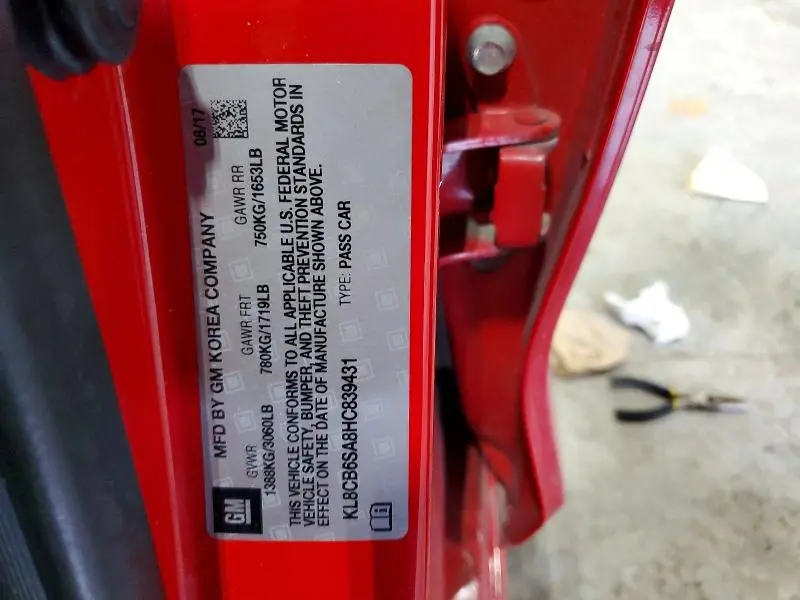 GM
MFD BY GM KOREA COMPANY
08/17
GVWR GAWR FRT GAWR RR
1388KG/3060LB 780KG/1719LB 750KG/1653LB
THIS VEHICLE CONFORMS TO ALL APPLICABLE U.S. FEDERAL MOTOR
VEHICLE SAFETY, BUMPER, AND THEFT PREVENTION STANDARDS IN
EFFECT ON THE DATE OF MANUFACTURE SHOWN ABOVE.
KL8CB6SA8HC839431 TYPE: PASS CAR